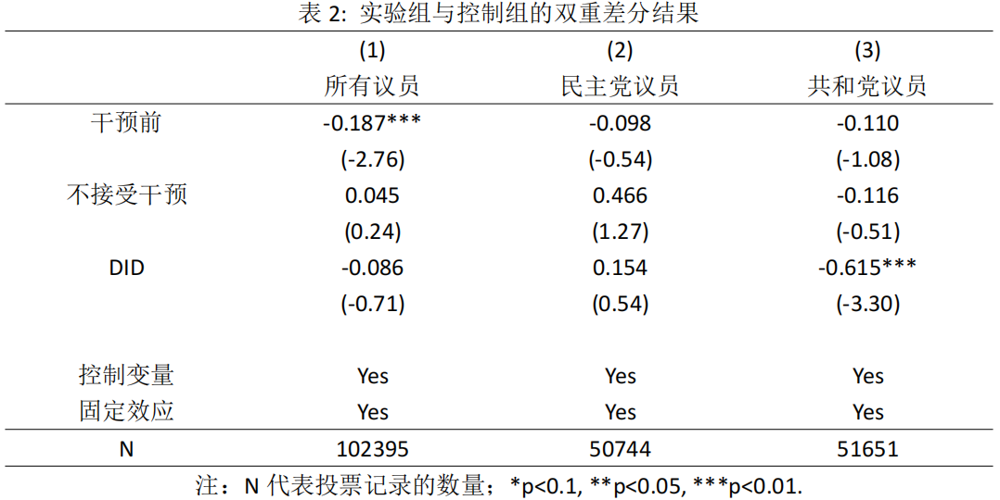 表 2: 实验组与控制组的双重差分结果
(1) (2) (3)
所有议员 民主党议员 共和党议员
干预前 -0.187*** -0.098 -0.110
(-2.76) (-0.54) (-1.08)
不接受干预 0.045 0.466 -0.116
(0.24) (1.27) (-0.51)
DID -0.086 0.154 -0.615***
(-0.71) (0.54) (-3.30)
控制变量 Yes Yes Yes
固定效应 Yes Yes Yes
N 102395 50744 51651
注：N 代表投票记录的数量；*p<0.1, **p<0.05, ***p<0.01.